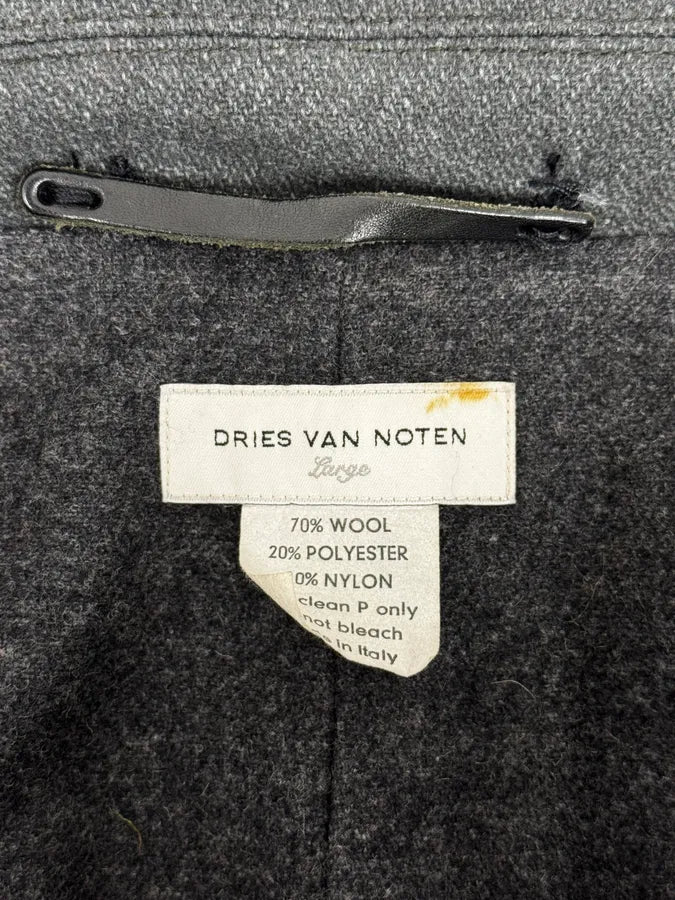 DRIES VAN NOTEN
Large
70% WOOL
20% POLYESTER
0% NYLON
clean P only
not bleach
in Italy